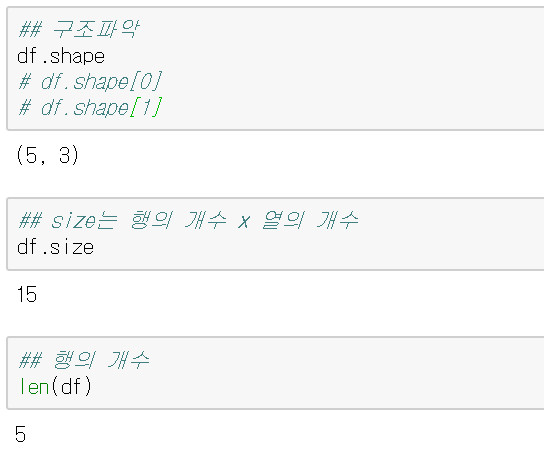 ## 구조파악
df.shape
# df.shape[0]
# df.shape[1]
(5, 3)
## size는 행의 개수 x 열의 개수
df.size
15
## 행의 개수
len(df)
5